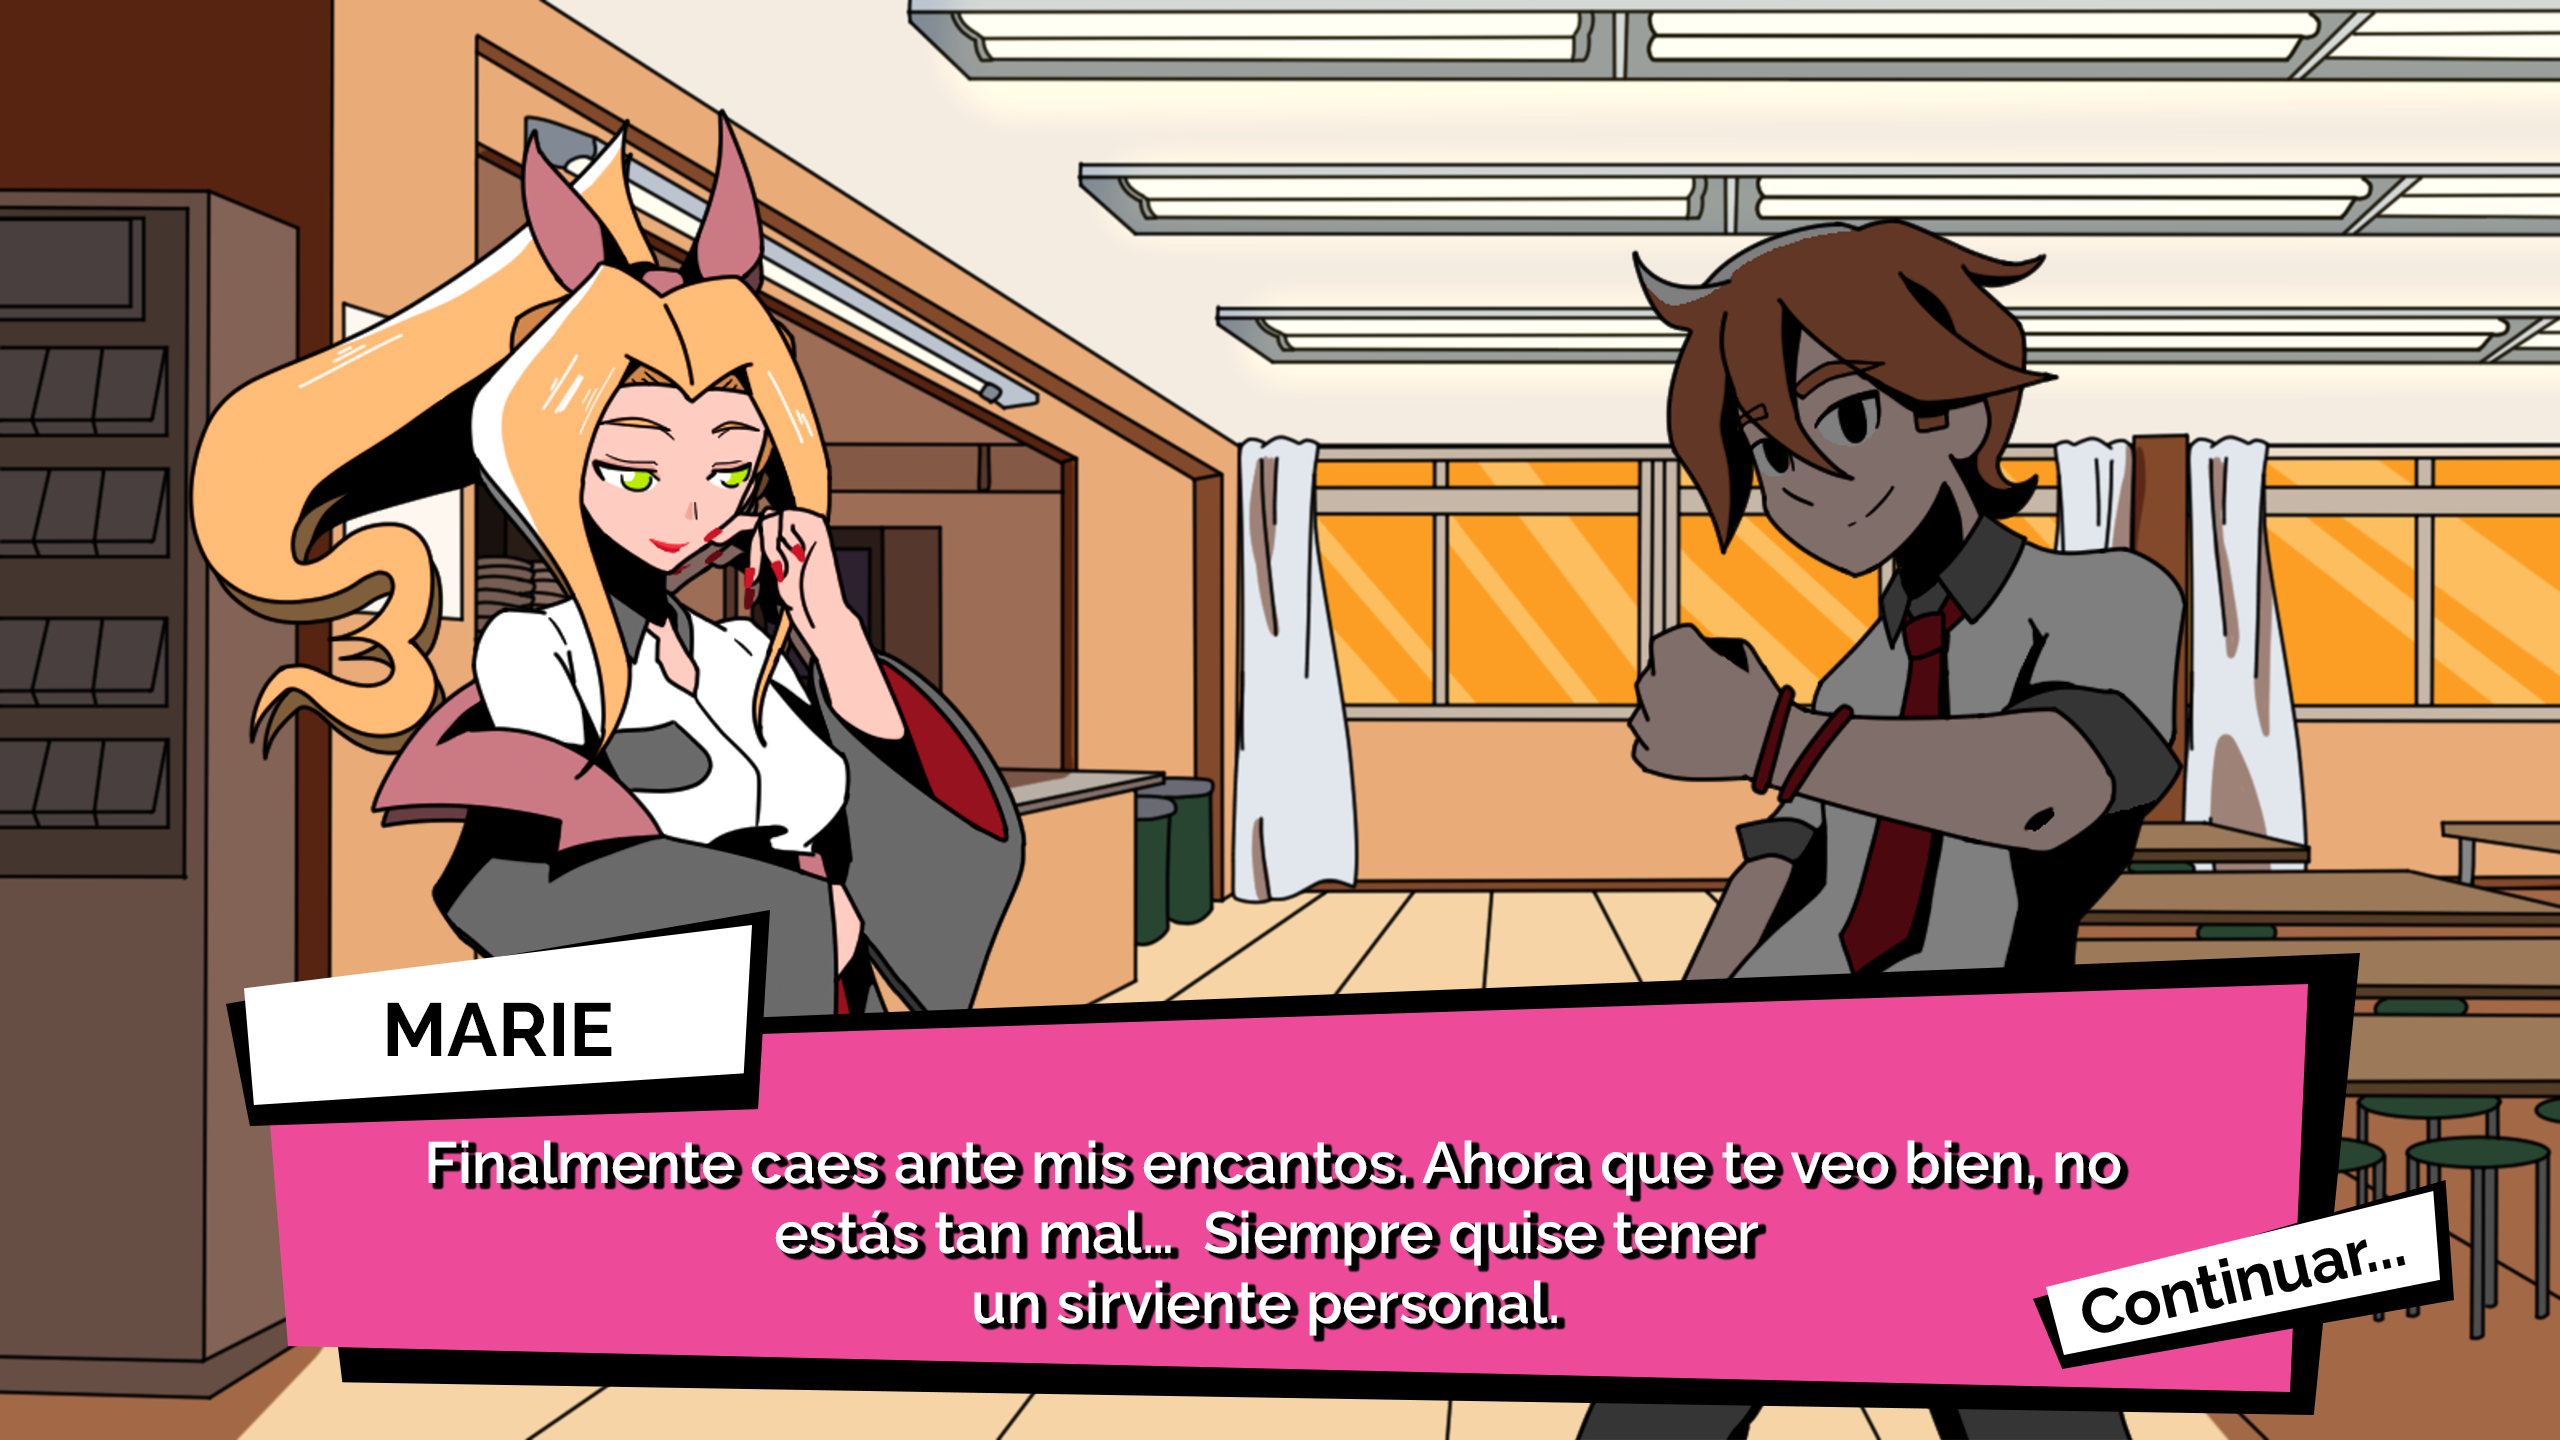 MARIE
Finalmente caes ante mis encantos. Ahora que te veo bien, no
estás tan mal... Siempre quise tener
un sirviente personal.
Continuar...